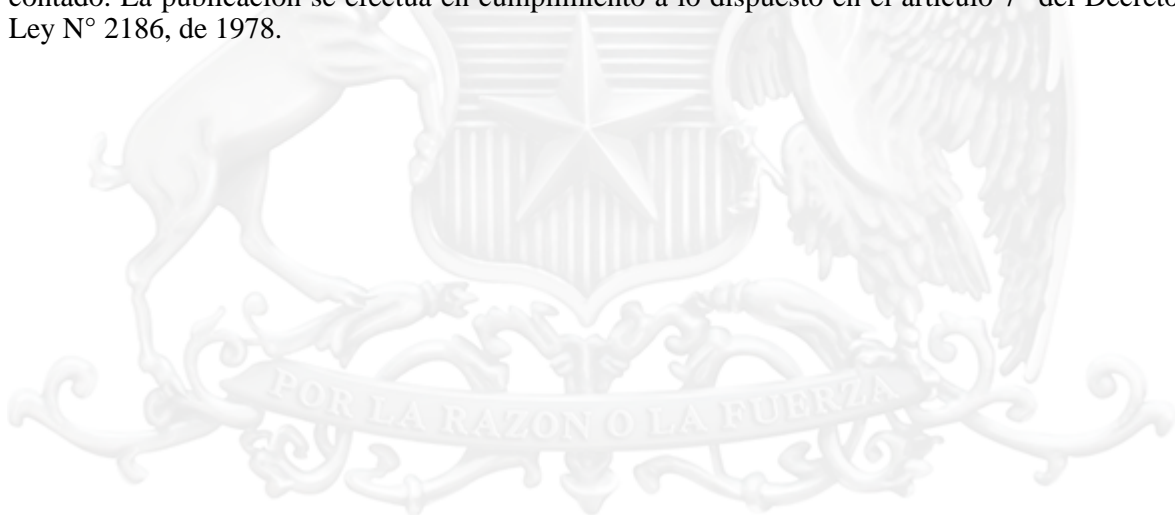 contado. La publicación se efectúa en cumplimiento a lo dispuesto en el artículo 7° del Decreto
Ley N° 2186, de 1978.
POR LA RAZON O LA FUERZA